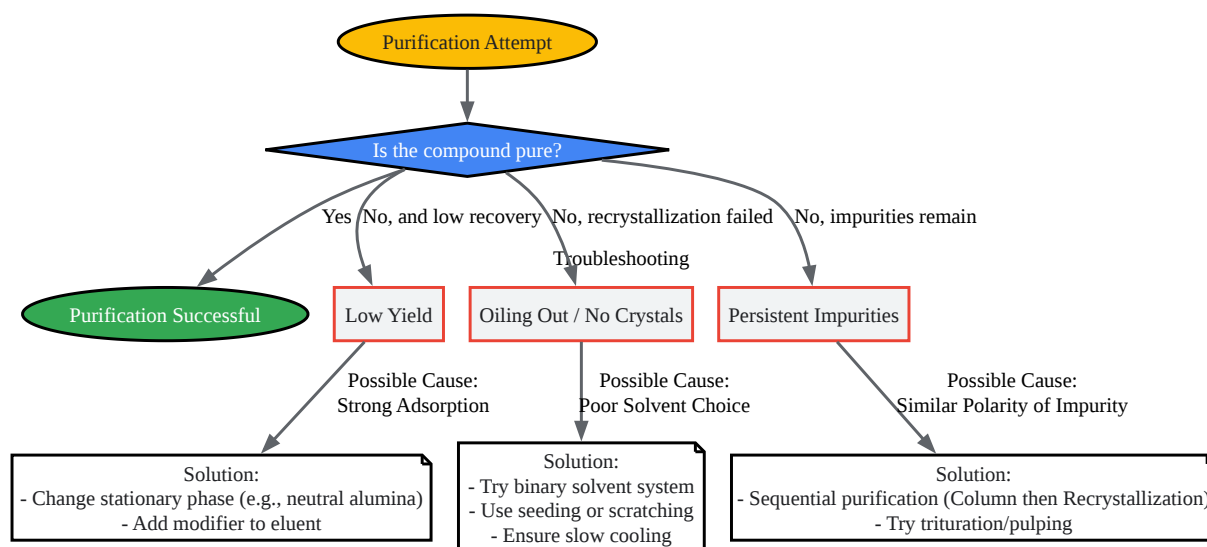 Purification Attempt
Is the compound pure?
Yes
No, and low recovery
No, recrystallization failed
No, impurities remain
Troubleshooting
Purification Successful
Low Yield
Oiling Out / No Crystals
Persistent Impurities
Possible Cause:
Strong Adsorption
Possible Cause:
Poor Solvent Choice
Possible Cause:
Similar Polarity of Impurity
Solution:
- Change stationary phase (e.g., neutral alumina)
- Add modifier to eluent
Solution:
- Try binary solvent system
- Use seeding or scratching
- Ensure slow cooling
Solution:
- Sequential purification (Column then Recrystallization)
- Try trituration/pulping